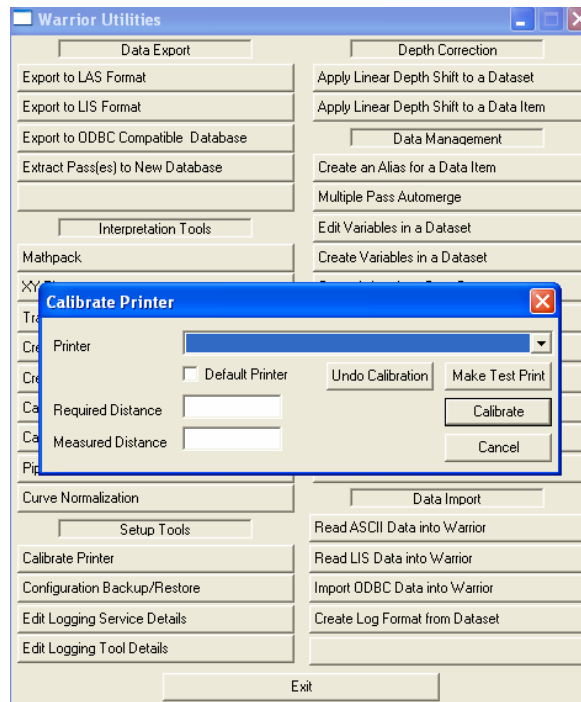 Warrior Utilities
Data Export
Export to LAS Format
Export to LIS Format
Export to ODBC Compatible Database
Extract Pass(es) to New Database
Interpretation Tools
Mathpack
Curve Normalization
Setup Tools
Calibrate Printer
Configuration Backup/Restore
Edit Logging Service Details
Edit Logging Tool Details
Depth Correction
Apply Linear Depth Shift to a Dataset
Apply Linear Depth Shift to a Data Item
Data Management
Create an Alias for a Data Item
Multiple Pass Automerge
Edit Variables in a Dataset
Create Variables in a Dataset
Data Import
Read ASCII Data into Warrior
Read LIS Data into Warrior
Import ODBC Data into Warrior
Create Log Format from Dataset
Exit
Calibrate Printer
Printer
Default Printer
Undo Calibration
Make Test Print
Required Distance
Calibrate
Measured Distance
Cancel